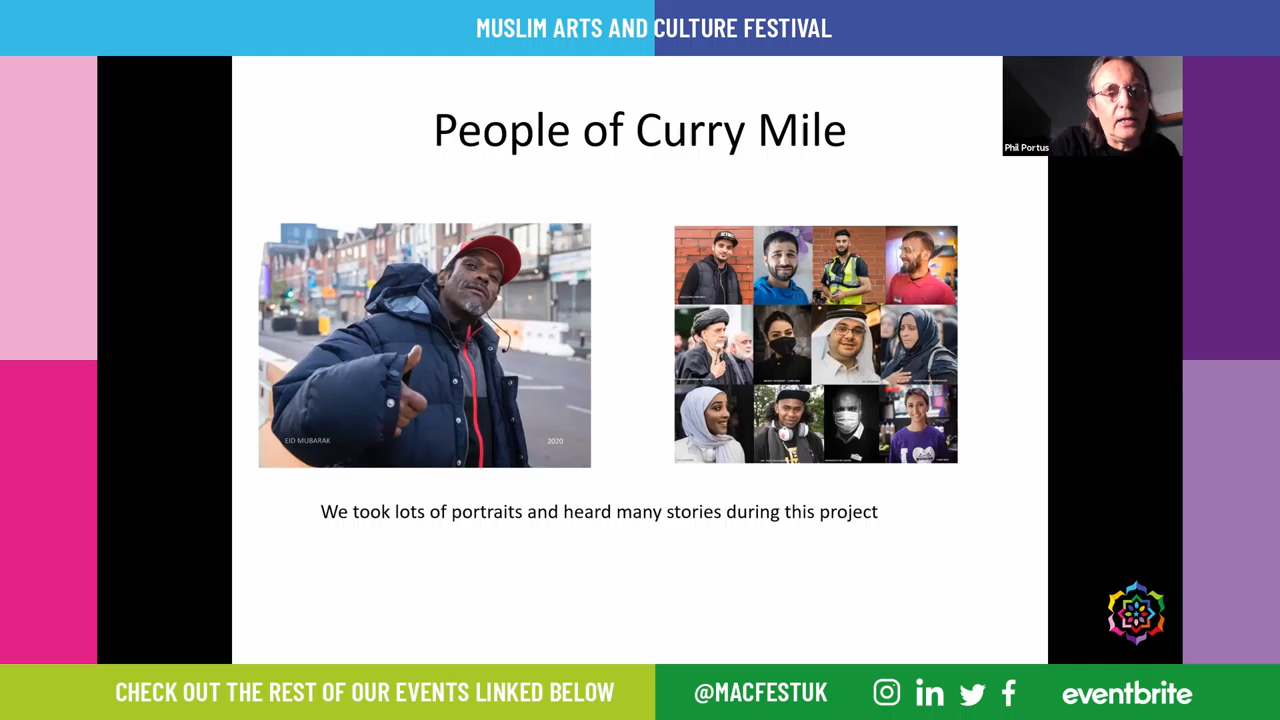 MUSLIM ARTS AND CULTURE FESTIVAL
People of Curry Mile
Phil Portus
EID MUBARAK
2020
We took lots of portraits and heard many stories during this project
CHECK OUT THE REST OF OUR EVENTS LINKED BELOW
@MACFESTUK
eventbrite